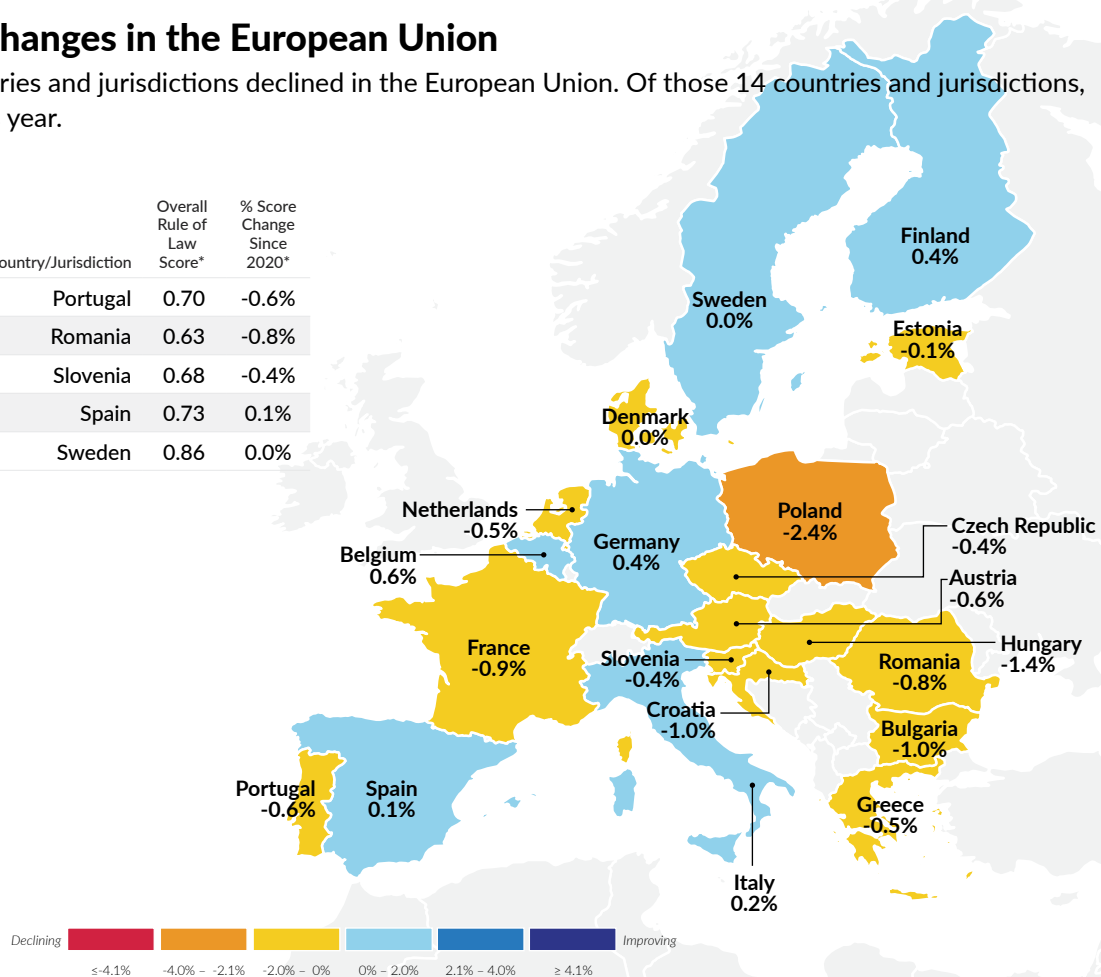 hanges in the European Union
ries and jurisdictions declined in the European Union. Of those 14 countries and jurisdictions,
year.
ountry/Jurisdiction
Overall
Rule of
Law
Score*
% Score
Change
Since
2020*
Portugal 0.70 -0.6%
Romania 0.63 -0.8%
Slovenia 0.68 -0.4%
Spain 0.73 0.1%
Sweden 0.86 0.0%
Finland
0.4%
Sweden
0.0%
Estonia
-0.1%
Denmark
0.0%
Netherlands
-0.5%
Poland
-2.4%
Czech Republic
-0.4%
Germany
0.4%
Belgium
0.6%
Austria
-0.6%
France
-0.9%
Hungary
-1.4%
Slovenia
-0.4%
Romania
-0.8%
Croatia
-1.0%
Bulgaria
-1.0%
Portugal
-0.6%
Spain
0.1%
Greece
-0.5%
Italy
0.2%
Declining
Improving
≤-4.1%
-4.0% – -2.1%
-2.0% – 0%
0% – 2.0%
2.1% – 4.0%
≥ 4.1%